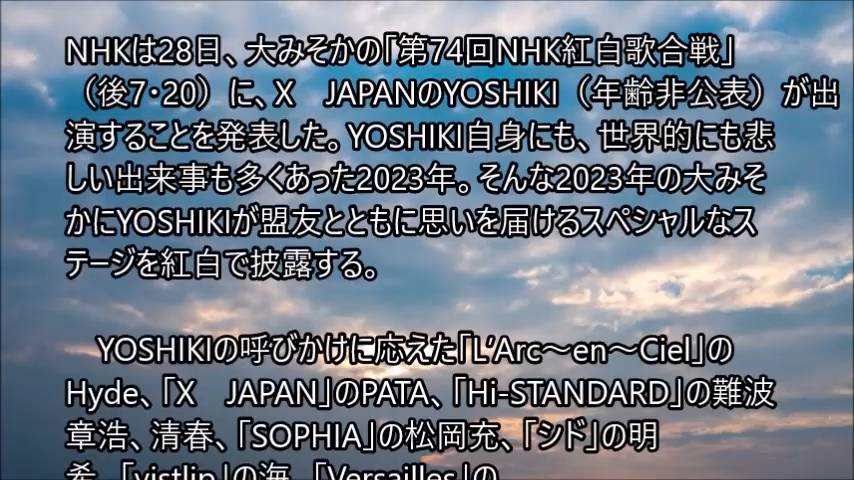 NHKは28日、大みそかの「第74回NHK紅白歌合戦」
（後7・20）に、X　JAPANのYOSHIKI（年齢非公表）が出
演することを発表した。YOSHIKI自身にも、世界的にも悲
しい出来事も多くあった2023年。そんな2023年の大みそ
かにYOSHIKIが盟友とともに思いを届けるスペシャルなス
テージを紅白で披露する。
　YOSHIKIの呼びかけに応えた「L'Arc～en～Ciel」の
Hyde、「X　JAPAN」のPATA、「Hi-STANDARD」の難波
章浩、清春、「SOPHIA」の松岡充、「シド」の明
希、「vistlip」の海、「Versailles」の